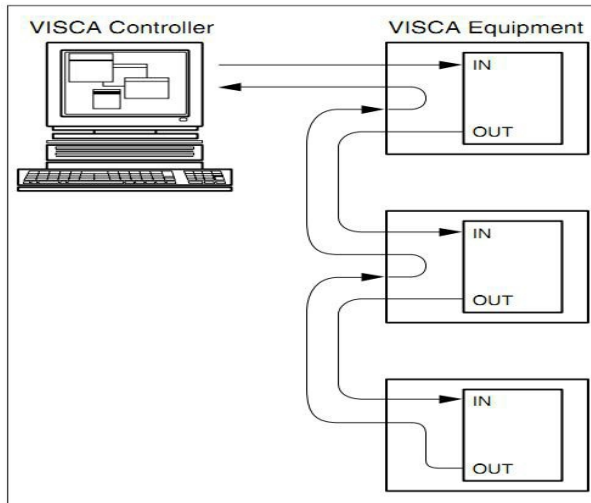 VISCA Controller
VISCA Equipment
IN
OUT
IN
OUT
IN
OUT